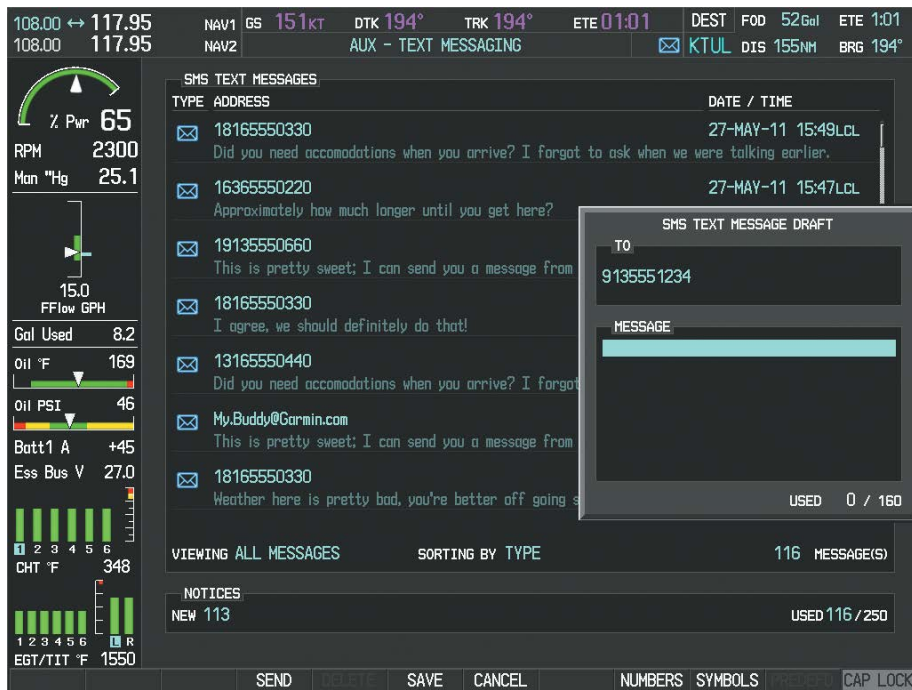 108.00 ↔ 117.95 NAV1 GS 151KT DTK 194° TRK 194° ETE 01:01 DEST FOD 52Gal ETE 1:01
108.00 117.95 NAV2 AUX - TEXT MESSAGING KTUL DIS 155NM BRG 194°
% Pwr 65
RPM 2300
Man "Hg 25.1
15.0
FFlow GPH
Gal Used 8.2
Oil °F 169
Oil PSI 46
Batt1 A +45
Ess Bus V 27.0
1 2 3 4 5 6
CHT °F 348
1 2 3 4 5 6 L R
EGT/TIT °F 1550
SMS TEXT MESSAGES
TYPE ADDRESS DATE / TIME
18165550330 27-MAY-11 15:49LCL
Did you need accomodations when you arrive? I forgot to ask when we were talking earlier.
16365550220 27-MAY-11 15:47LCL
Approximately how much longer until you get here?
19135550660
This is pretty sweet; I can send you a message from
18165550330
I agree, we should definitely do that!
13165550440
Did you need accomodations when you arrive? I forgot
My.Buddy@Garmin.com
This is pretty sweet; I can send you a message from
18165550330
Weather here is pretty bad, you're better off going s
VIEWING ALL MESSAGES SORTING BY TYPE 116 MESSAGE(S)
SMS TEXT MESSAGE DRAFT
TO
9135551234
MESSAGE
USED 0 / 160
NOTICES
NEW 113 USED 116 / 250
SEND DELETE SAVE CANCEL NUMBERS SYMBOLS PREDEFD CAP LOCK